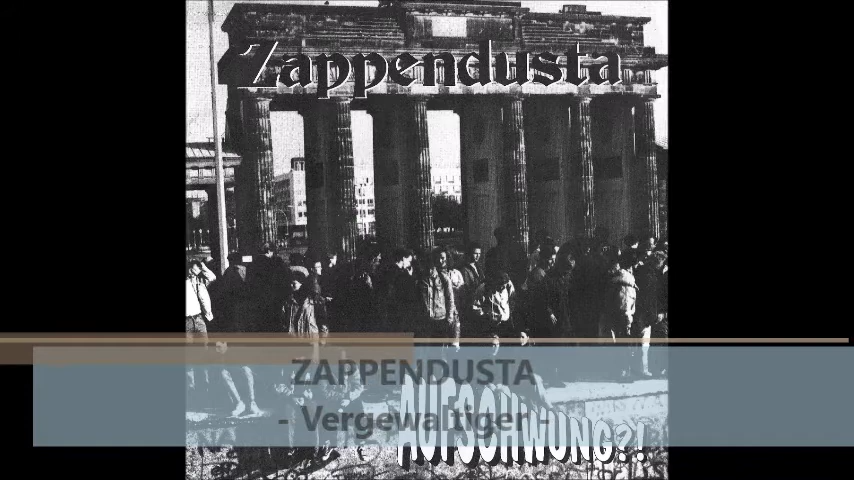 Zappendusta
ZAPPENDUSTA
- Vergewaltiger -
AUFSCHWUNG?!